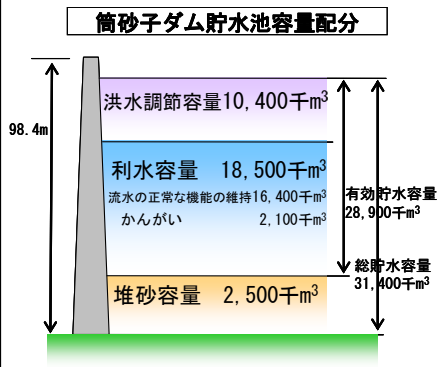 筒砂子ダム貯水池容量配分
98.4m
洪水調節容量10,400千m³
利水容量 18,500千m³
流水の正常な機能の維持16,400千m³
かんがい 2,100千m³
有効貯水容量
28,900千m³
総貯水容量
31,400千m³
堆砂容量 2,500千m³